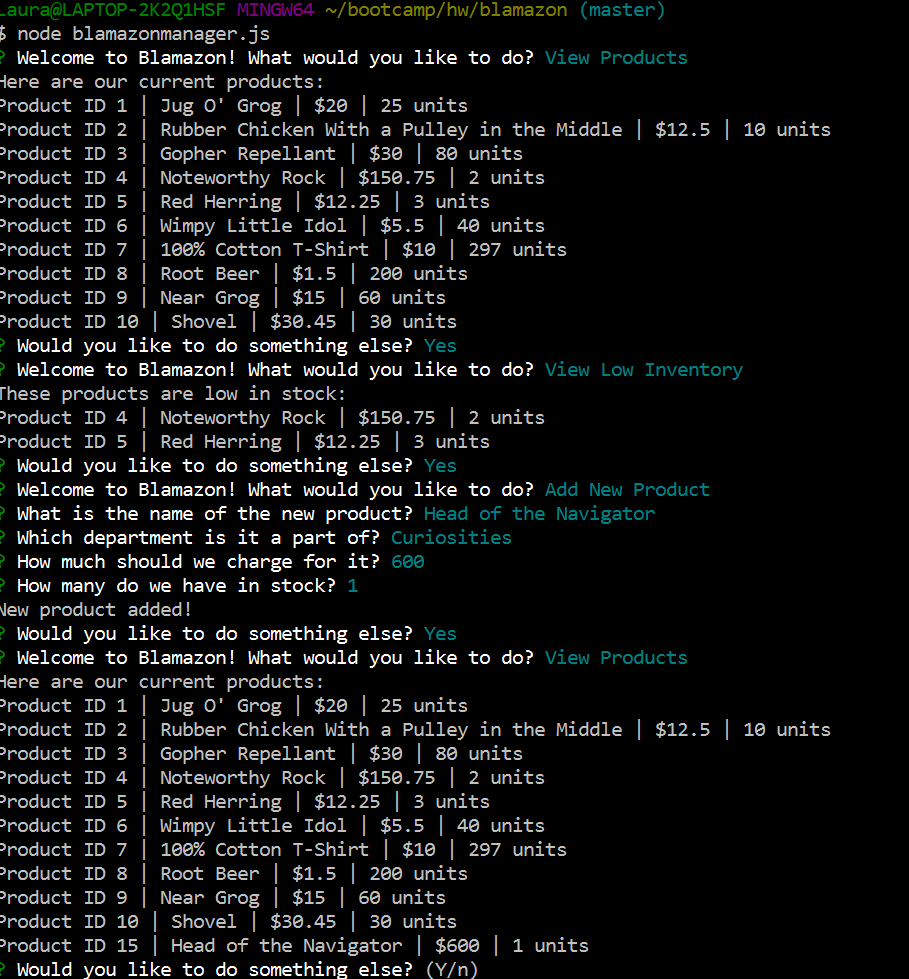 Laura@LAPTOP-2K2Q1HSF MINGW64 ~/bootcamp/hw/blamazon (master)
$ node blamazonmanager.js
? Welcome to Blamazon! What would you like to do? View Products
Here are our current products:
Product ID 1 | Jug O' Grog | $20 | 25 units
Product ID 2 | Rubber Chicken With a Pulley in the Middle | $12.5 | 10 units
Product ID 3 | Gopher Repellant | $30 | 80 units
Product ID 4 | Noteworthy Rock | $150.75 | 2 units
Product ID 5 | Red Herring | $12.25 | 3 units
Product ID 6 | Wimpy Little Idol | $5.5 | 40 units
Product ID 7 | 100% Cotton T-Shirt | $10 | 297 units
Product ID 8 | Root Beer | $1.5 | 200 units
Product ID 9 | Near Grog | $15 | 60 units
Product ID 10 | Shovel | $30.45 | 30 units
? Would you like to do something else? Yes
? Welcome to Blamazon! What would you like to do? View Low Inventory
These products are low in stock:
Product ID 4 | Noteworthy Rock | $150.75 | 2 units
Product ID 5 | Red Herring | $12.25 | 3 units
? Would you like to do something else? Yes
? Welcome to Blamazon! What would you like to do? Add New Product
? What is the name of the new product? Head of the Navigator
? Which department is it a part of? Curiosities
? How much should we charge for it? 600
? How many do we have in stock? 1
New product added!
? Would you like to do something else? Yes
? Welcome to Blamazon! What would you like to do? View Products
Here are our current products:
Product ID 1 | Jug O' Grog | $20 | 25 units
Product ID 2 | Rubber Chicken With a Pulley in the Middle | $12.5 | 10 units
Product ID 3 | Gopher Repellant | $30 | 80 units
Product ID 4 | Noteworthy Rock | $150.75 | 2 units
Product ID 5 | Red Herring | $12.25 | 3 units
Product ID 6 | Wimpy Little Idol | $5.5 | 40 units
Product ID 7 | 100% Cotton T-Shirt | $10 | 297 units
Product ID 8 | Root Beer | $1.5 | 200 units
Product ID 9 | Near Grog | $15 | 60 units
Product ID 10 | Shovel | $30.45 | 30 units
Product ID 15 | Head of the Navigator | $600 | 1 units
? Would you like to do something else? (Y/n)